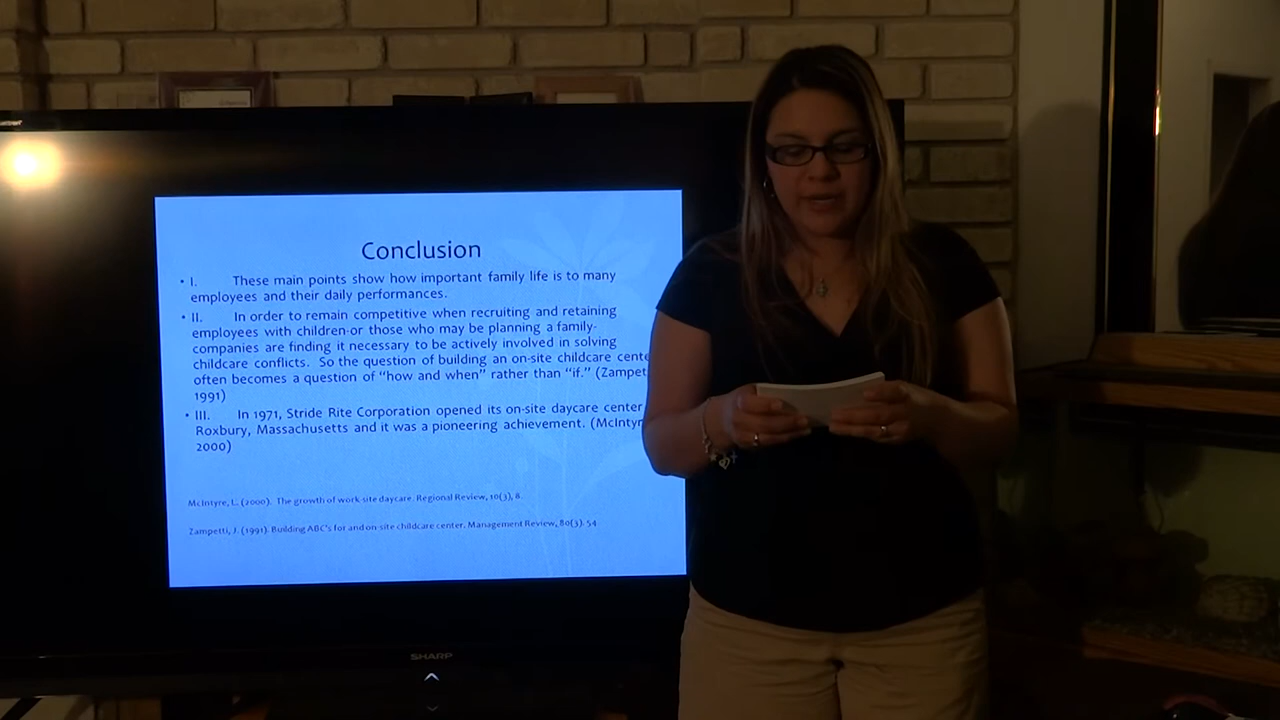 Conclusion
• I. These main points show how important family life is to many
employees and their daily performances.
• II. In order to remain competitive when recruiting and retaining
employees with children-or those who may be planning a family-
companies are finding it necessary to be actively involved in solving
childcare conflicts. So the question of building an on-site childcare cente
often becomes a question of “how and when” rather than “if.” (Zampet
1991)
• III. In 1971, Stride Rite Corporation opened its on-site daycare center
Roxbury, Massachusetts and it was a pioneering achievement. (McIntyr
2000)
McIntyre, L. (2000). The growth of work-site daycare. Regional Review, 10(3), 8.
Zampetti, J. (1991). Building ABC's for and on-site childcare center. Management Review, 80(3). 54.
SHARP